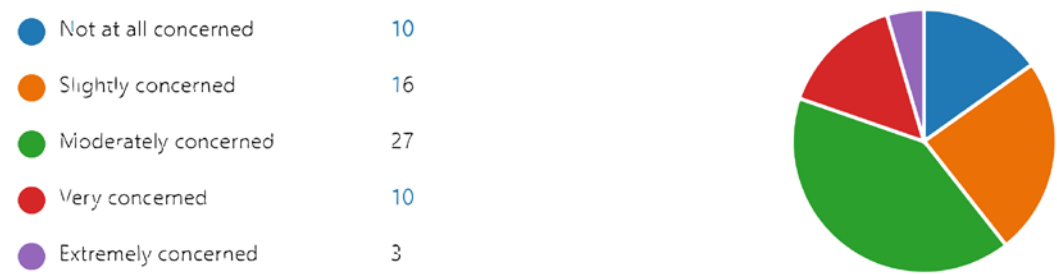 Not at all concerned 10
Slightly concerned 16
Moderately concerned 27
Very concerned 10
Extremely concerned 3